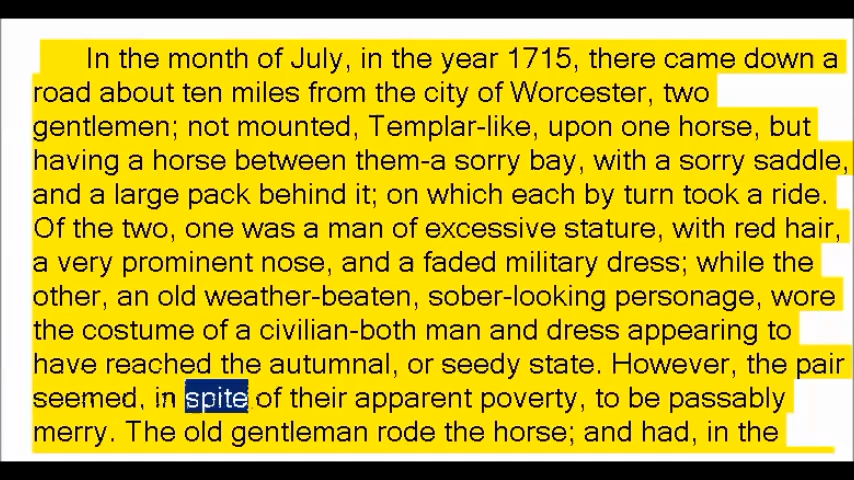 In the month of July, in the year 1715, there came down a
road about ten miles from the city of Worcester, two
gentlemen; not mounted, Templar-like, upon one horse, but
having a horse between them-a sorry bay, with a sorry saddle,
and a large pack behind it; on which each by turn took a ride.
Of the two, one was a man of excessive stature, with red hair,
a very prominent nose, and a faded military dress; while the
other, an old weather-beaten, sober-looking personage, wore
the costume of a civilian-both man and dress appearing to
have reached the autumnal, or seedy state. However, the pair
seemed, in spite of their apparent poverty, to be passably
merry. The old gentleman rode the horse; and had, in the